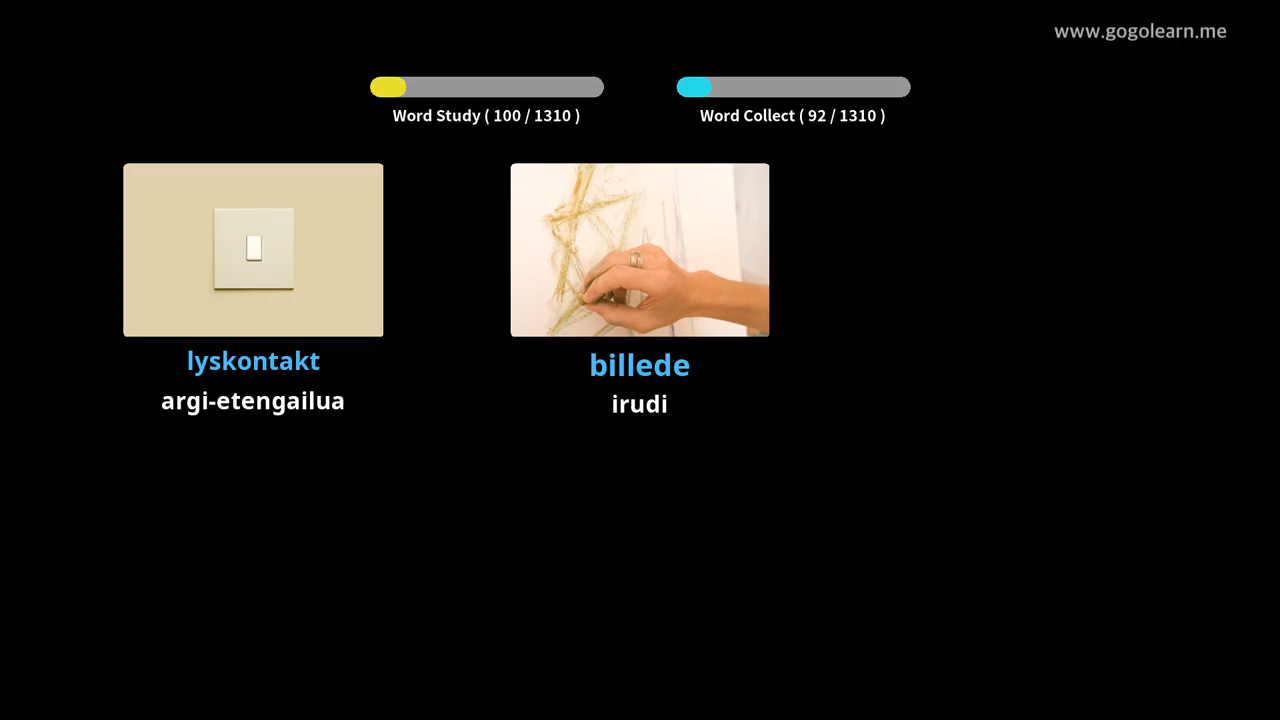 www.gogolearn.me
Word Study ( 100 / 1310 )
Word Collect ( 92 / 1310 )
lyskontakt
argi-etengailua
billede
irudi